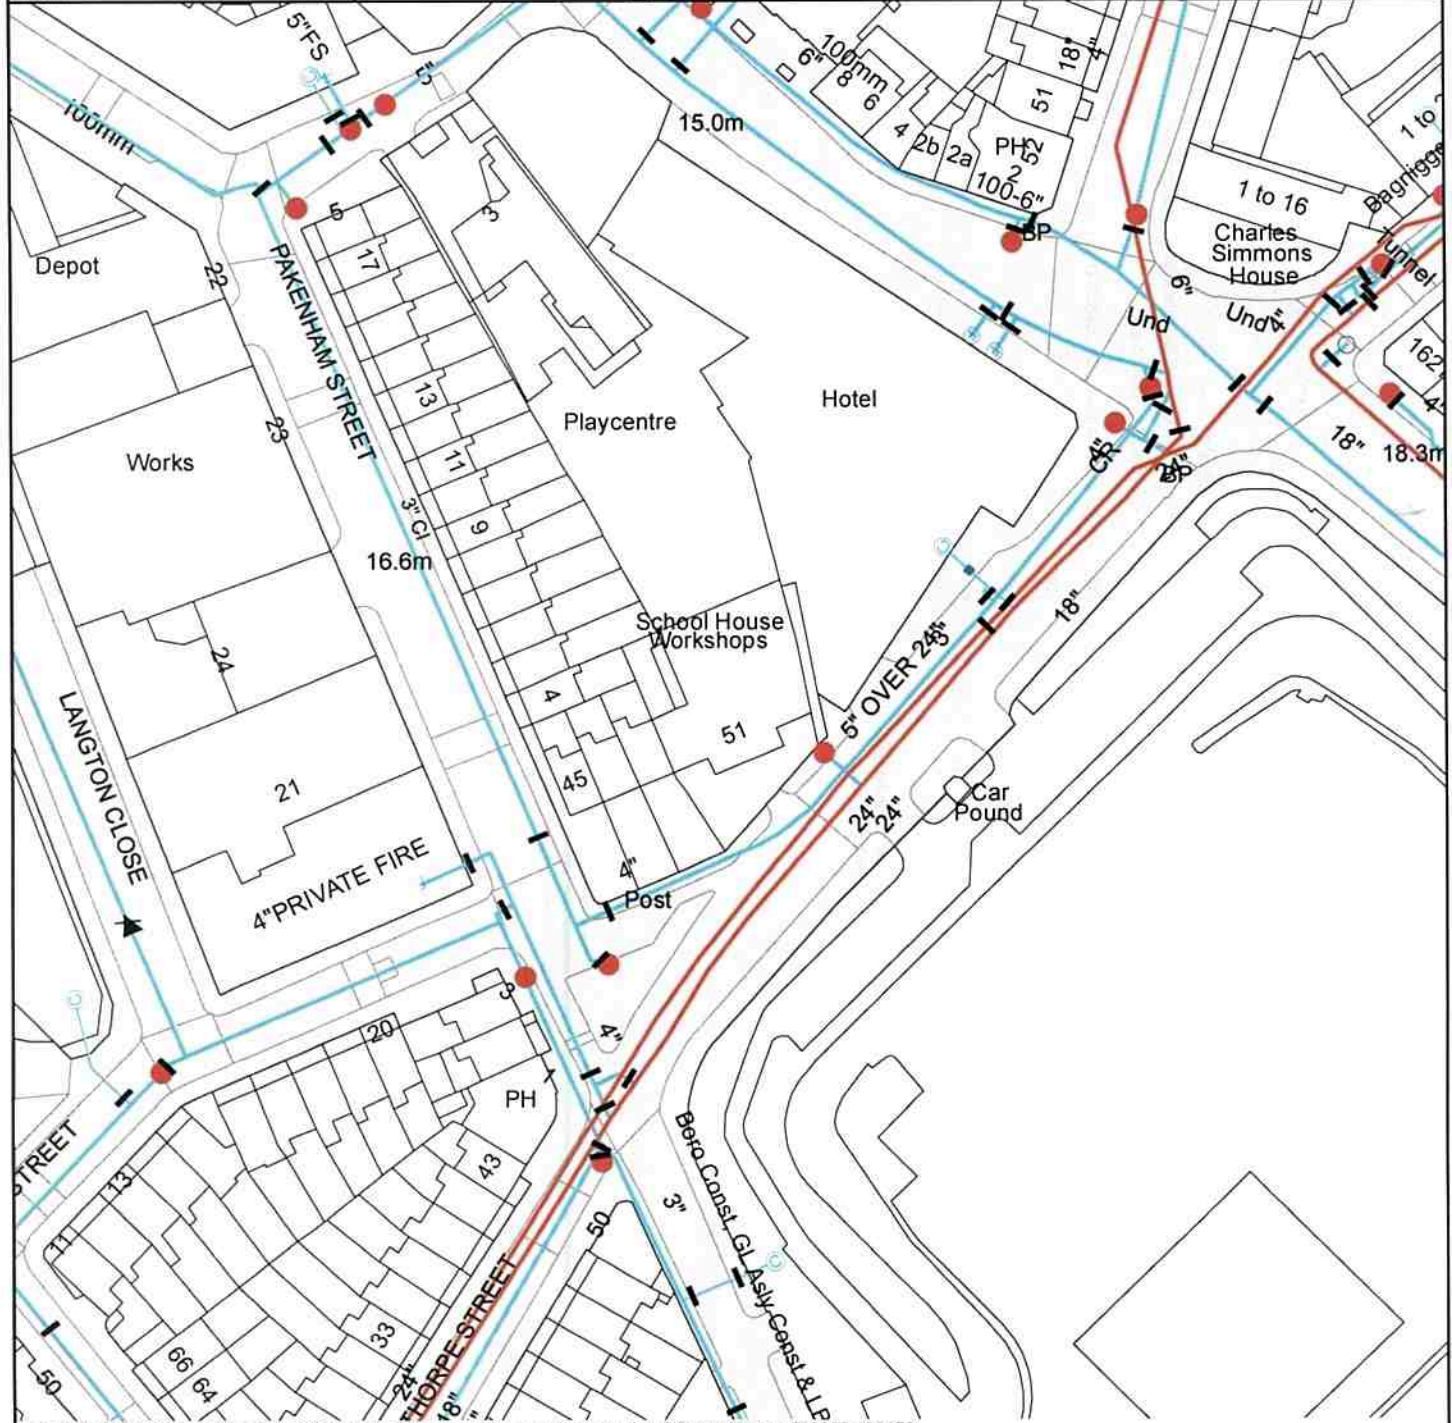 5"FS
5"
100mm
6"
8
6
4
2b
2a
PH
52
2
100-6"
BP
18"
4"
51
15.0m
1 to 16
Charles
Simmons
House
Tunnel
Depot
22
PAKENHAM STREET
5
17
3
6"
Und
Und
4"
162
4"
18"
18.3m
Hotel
Playcentre
13
23
Works
11
9
3" CI
16.6m
4"
CR
24"
BP
18"
School House
Workshops
5" OVER 24"
3"
24
4
51
45
LANGTON CLOSE
21
4"PRIVATE FIRE
24"
24"
Car
Pound
4"
Post
3
20
4"
PH
1
STREET
13
11
43
3"
50
Boro Const, GL Asly Const & LP
33
66
64
50
24"
THORPE STREET
18"